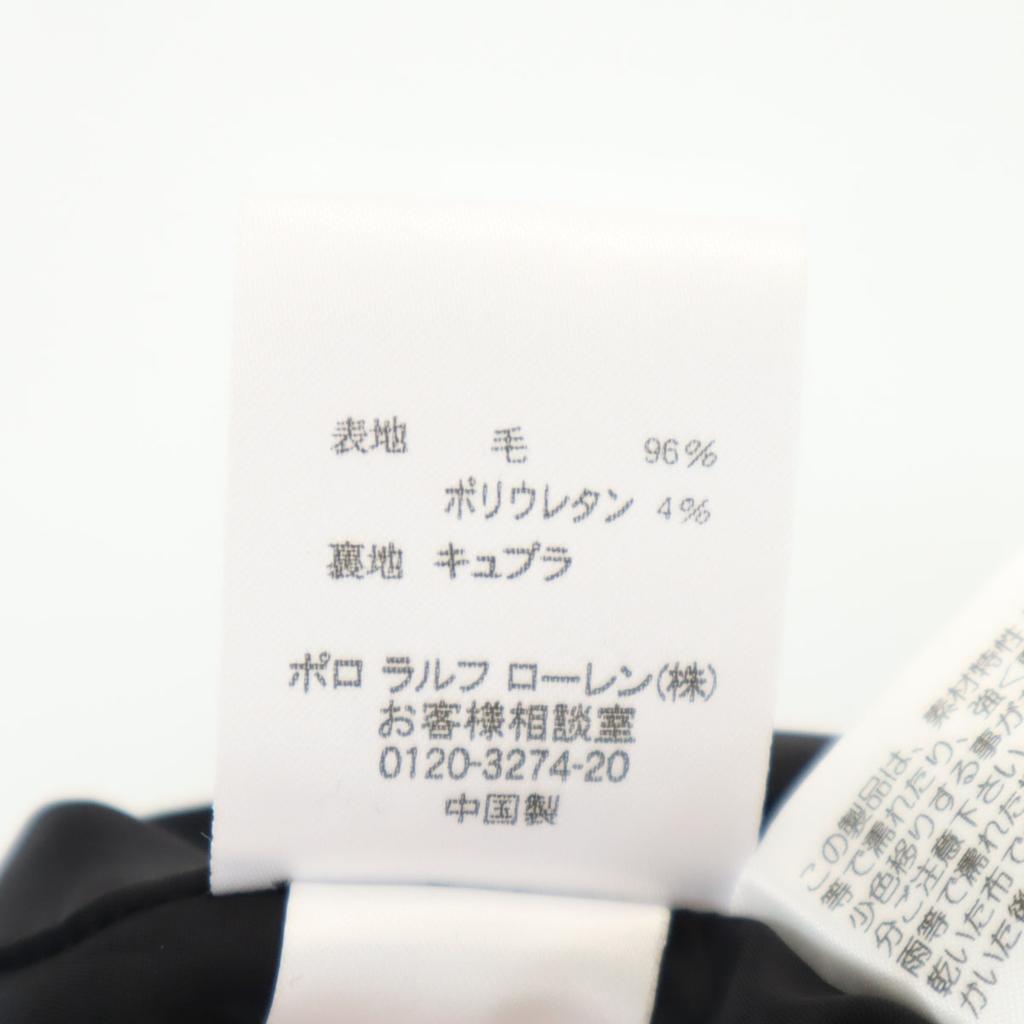 表地 毛 96%
ポリウレタン 4%
裏地 キュプラ
ポロ ラルフ ローレン(株)
お客様相談室
0120-3274-20
中国製
素材特性
強く
この製品は、
等で濡れたり、
少色移りする事が
分ご注意下さい
雨等で濡れた
乾いた布で
かいた後